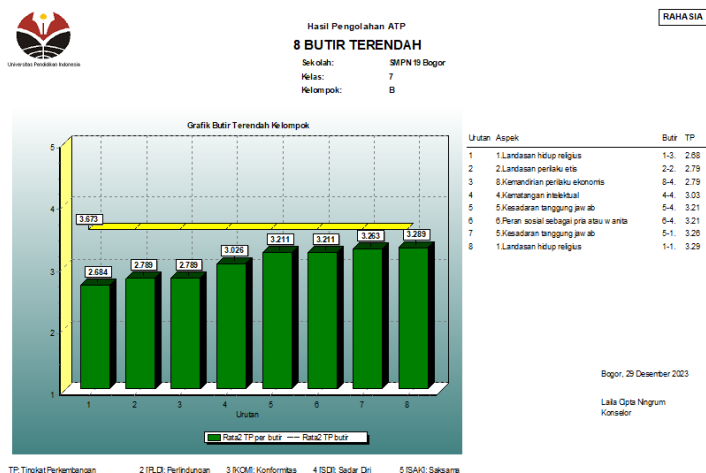 RAHASIA
Universitas Pendidikan Indonesia
Hasil Pengolahan ATP
8 BUTIR TERENDAH
Sekolah: SMPN 19 Bogor
Kelas: 7
Kelompok: B
Grafik Butir Terendah Kelompok
5
4
3
2
1
3.673
2.684
2.789
2.789
3.026
3.211
3.211
3.263
3.289
1 2 3 4 5 6 7 8
Urutan
Rata2 TP per butir Rata2 TP butir
Urutan Aspek Butir TP
1 1.Landasan hidup religius 1-3. 2.68
2 2.Landasan perilaku etis 2-2. 2.79
3 8.Kemandirian perilaku ekonomis 8-4. 2.79
4 4.Kematangan intelektual 4-4. 3.03
5 5.Kesadaran tanggung jawab 5-4. 3.21
6 6.Peran sosial sebagai pria atau wanita 6-4. 3.21
7 5.Kesadaran tanggung jawab 5-1. 3.26
8 1.Landasan hidup religius 1-1. 3.29
Bogor, 29 Desember 2023
Laila Cipta Ningrum
Konselor
TP: Tingkat Perkembangan 2 [PLD]: Perlindungan 3 [KOM]: Konformitas 4 [SDI]: Sadar Diri 5 [SAK]: Saksama